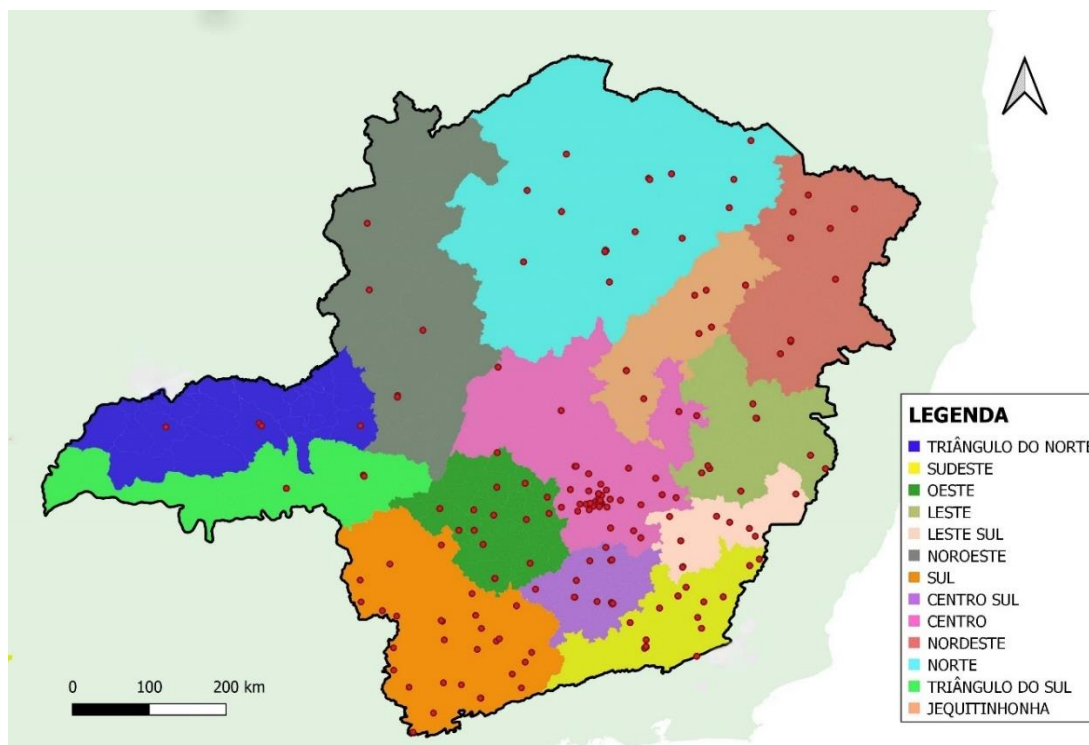 LEGENDA
TRIÂNGULO DO NORTE
SUDESTE
OESTE
LESTE
LESTE SUL
NOROESTE
SUL
CENTRO SUL
CENTRO
NORDESTE
NORTE
TRIÂNGULO DO SUL
JEQUITINHONHA
0 100 200 km